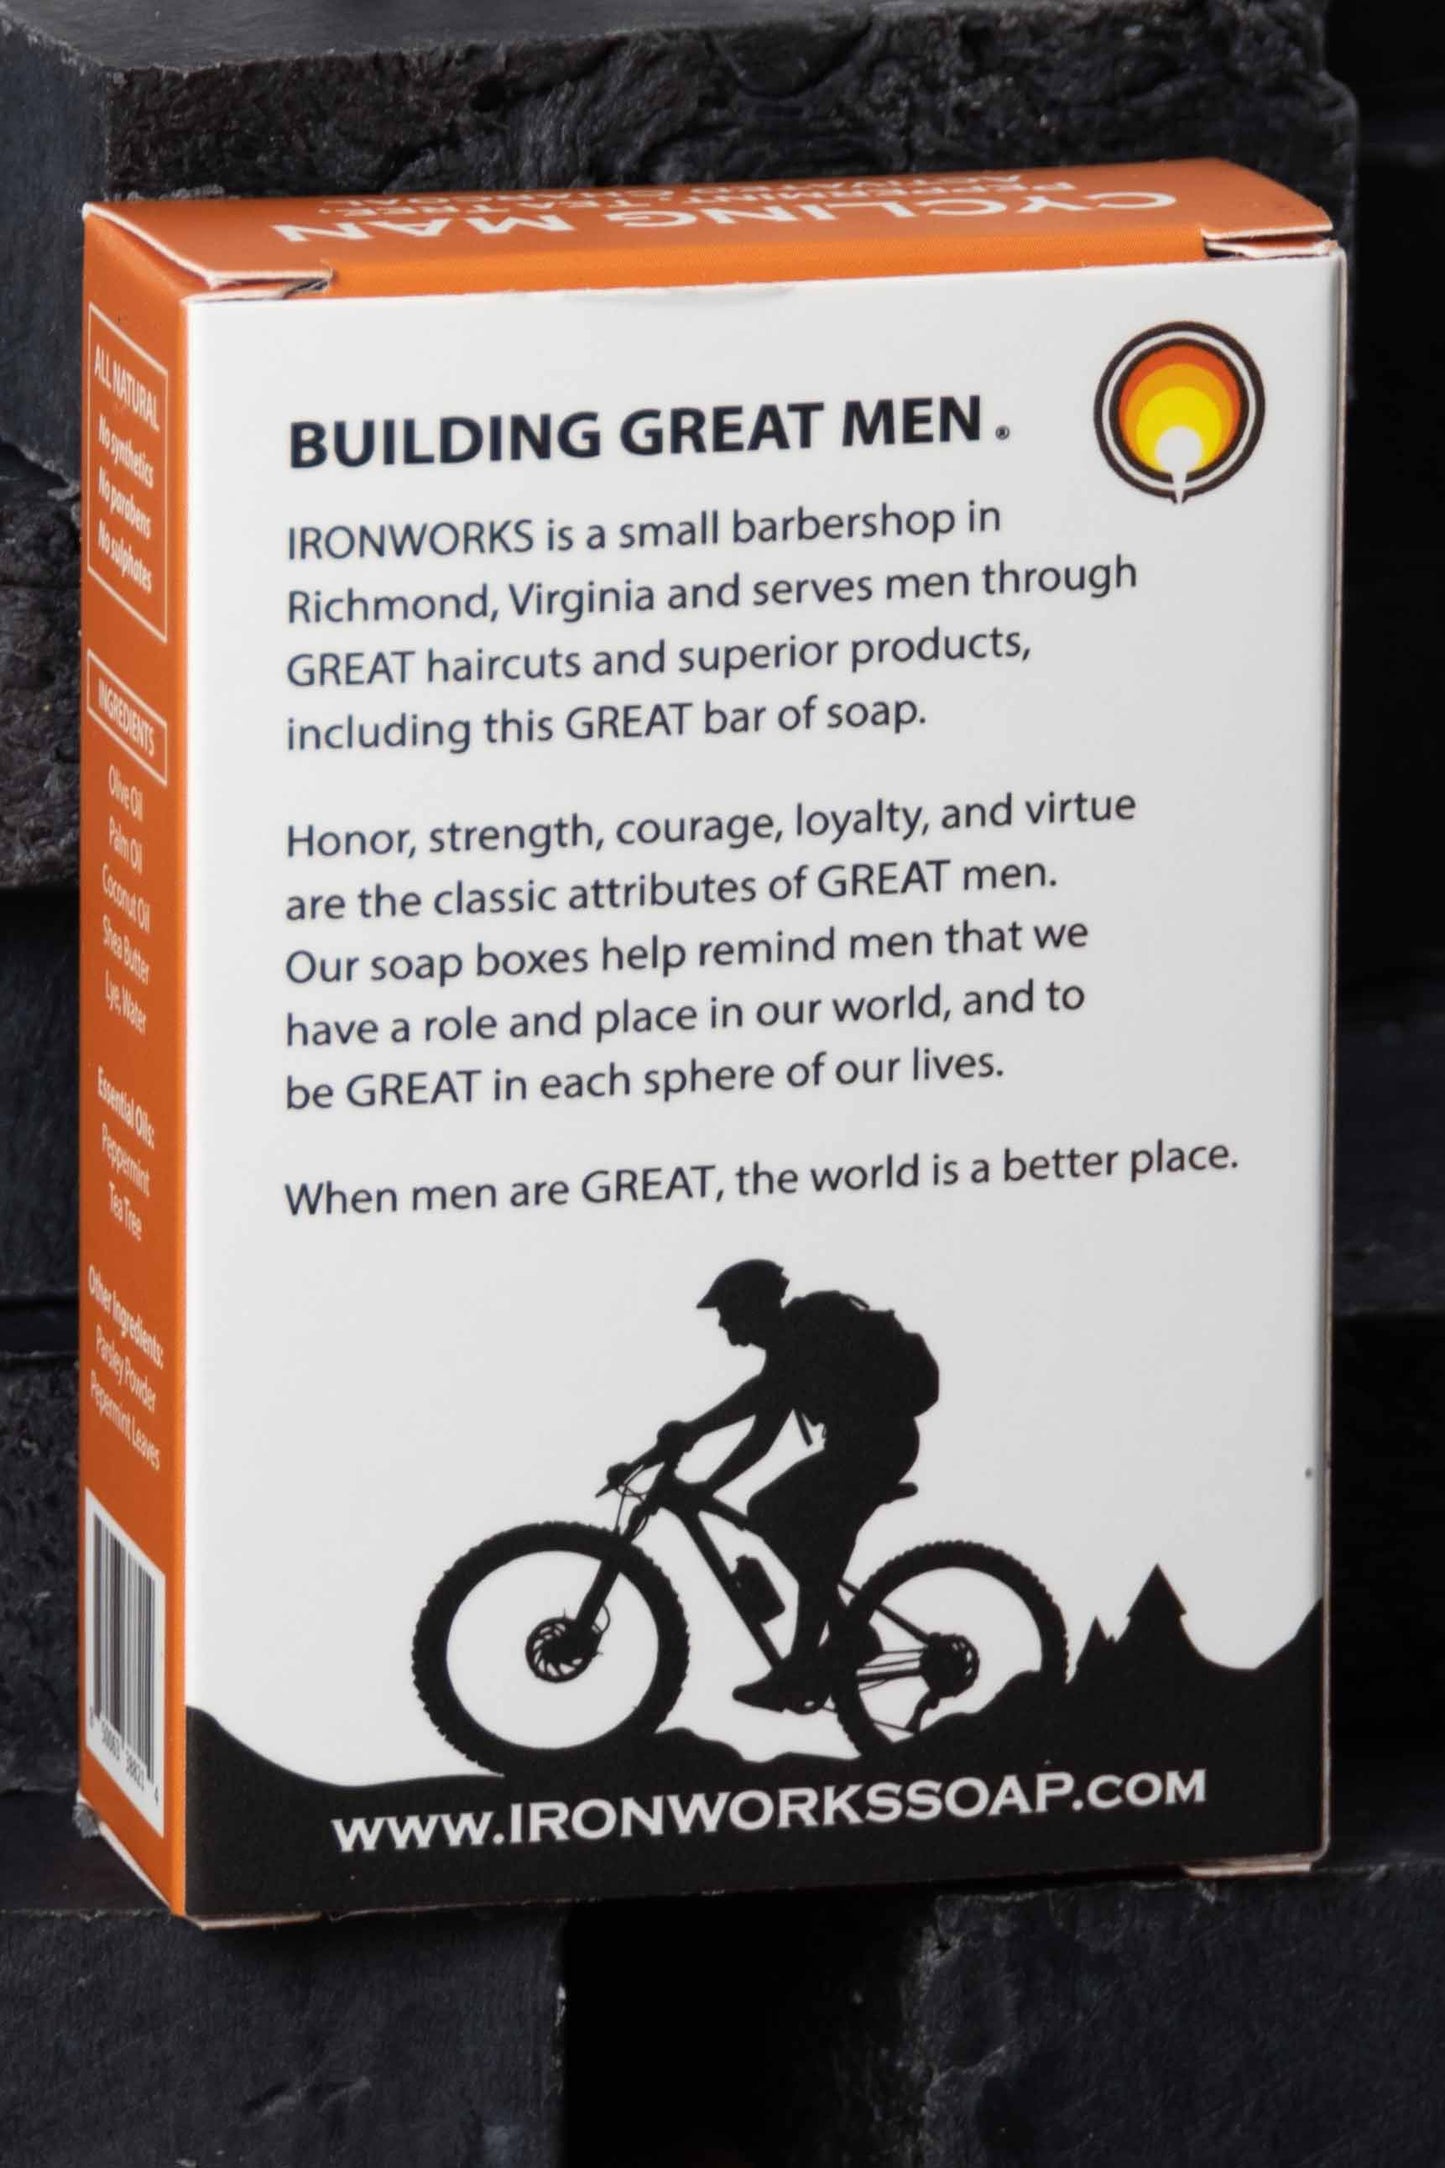 CYCLING MAN
PEPPERMINT, TEA TREE,
ACTIVATED CHARCOAL
BUILDING GREAT MEN ®
IRONWORKS is a small barbershop in
Richmond, Virginia and serves men through
GREAT haircuts and superior products,
including this GREAT bar of soap.
Honor, strength, courage, loyalty, and virtue
are the classic attributes of GREAT men.
Our soap boxes help remind men that we
have a role and place in our world, and to
be GREAT in each sphere of our lives.
When men are GREAT, the world is a better place.
WWW.IRONWORKSSOAP.COM
ALL NATURAL
No synthetics
No parabens
No sulphates
INGREDIENTS
Olive Oil
Palm Oil
Coconut Oil
Shea Butter
Lye, Water
Essential Oils:
Peppermint
Tea Tree
Other Ingredients:
Parsley Powder
Pepermint Leaves